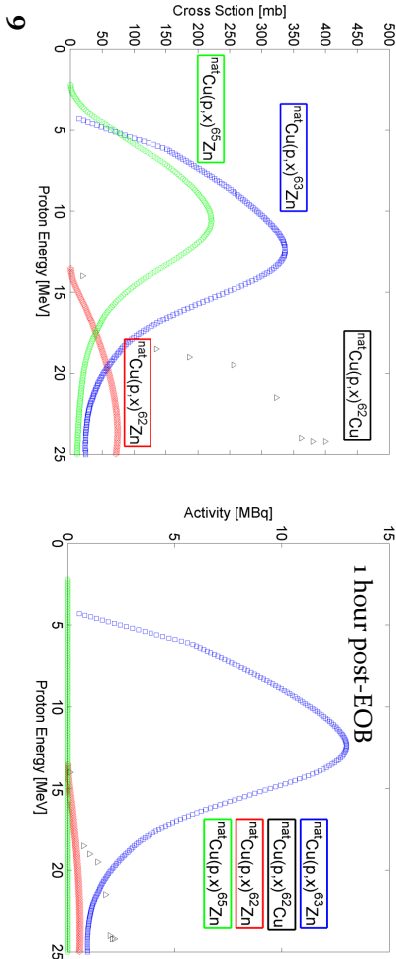 Cross Sction [mb]
500
450
400
350
300
250
200
150
100
50
0
natCu(p,x)62Cu
natCu(p,x)63Zn
natCu(p,x)65Zn
natCu(p,x)62Zn
0
5
10
15
20
25
Proton Energy [MeV]
1 hour post-EOB
Activity [MBq]
15
10
5
0
natCu(p,x)63Zn
natCu(p,x)62Cu
natCu(p,x)62Zn
natCu(p,x)65Zn
0
5
10
15
20
25
Proton Energy [MeV]
9